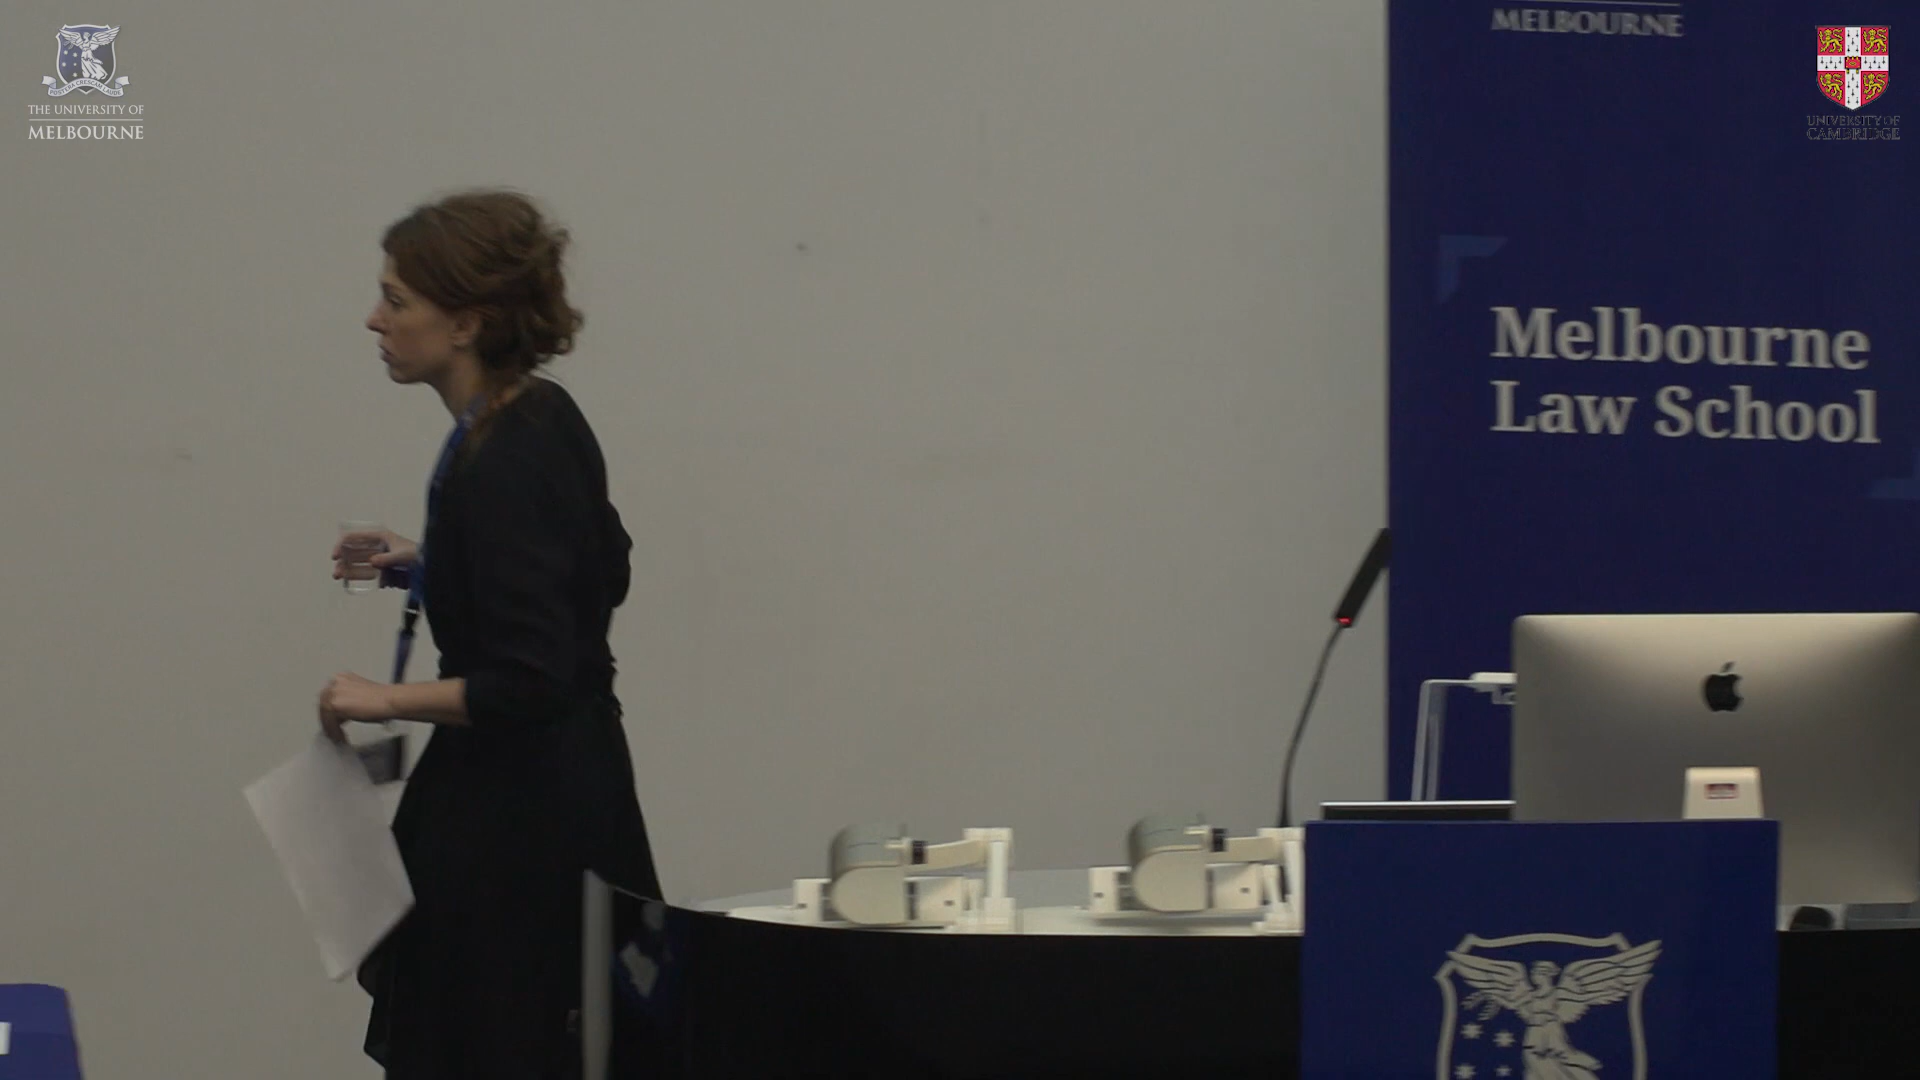 THE UNIVERSITY OF
MELBOURNE
MELBOURNE
UNIVERSITY OF
CAMBRIDGE
Melbourne
Law School